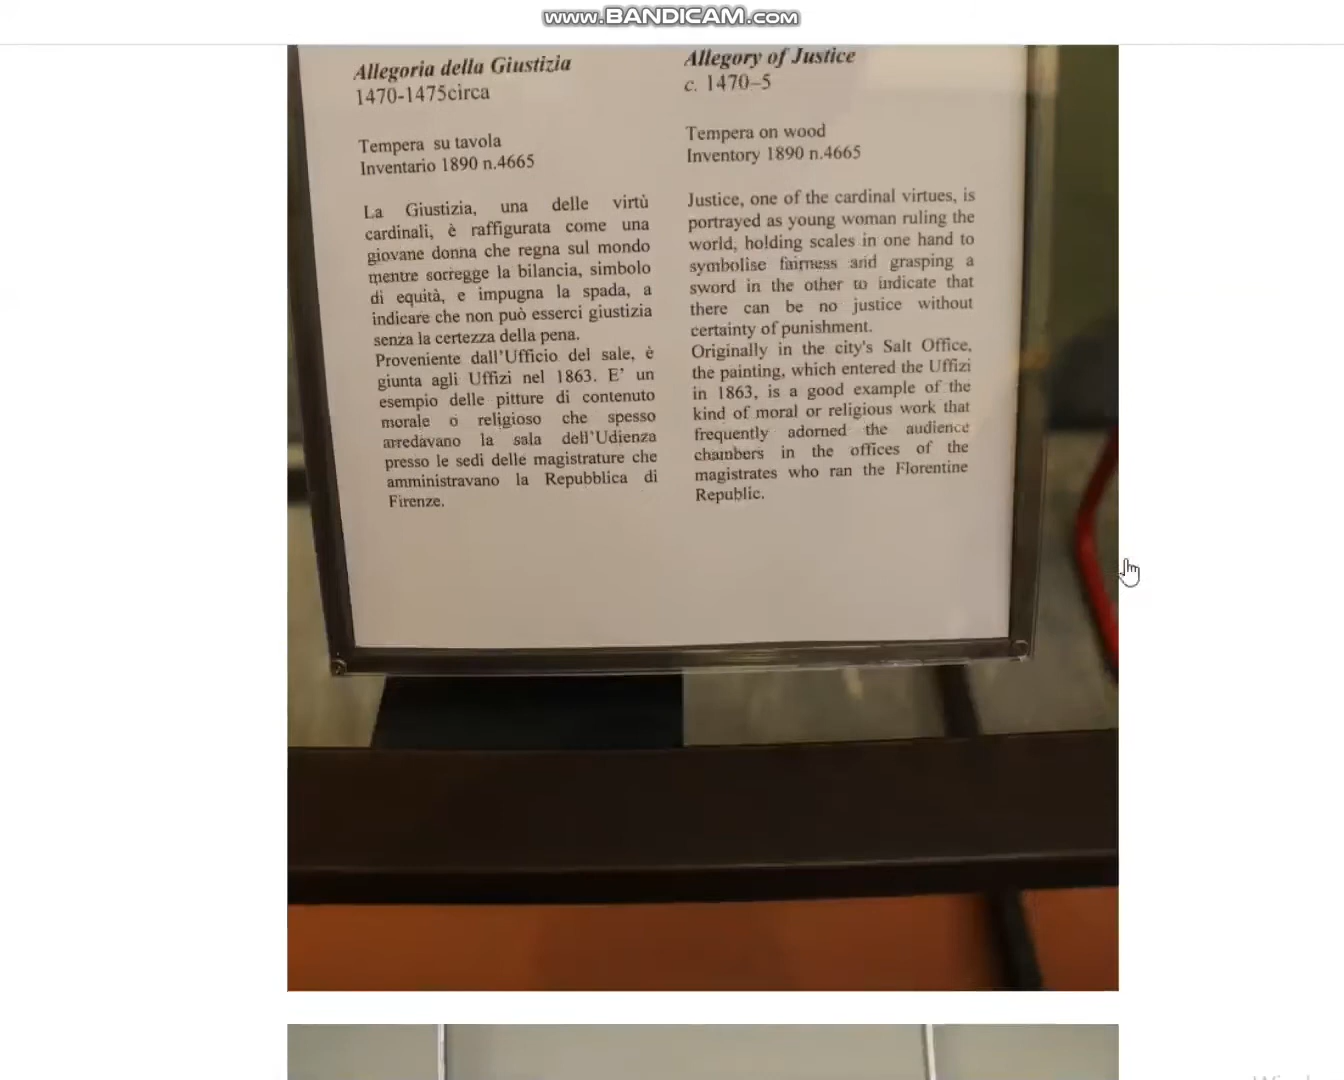 www.BANDICAM.com
Allegoria della Giustizia
1470-1475circa
Tempera su tavola
Inventario 1890 n.4665
La Giustizia, una delle virtù
cardinali, è raffigurata come una
giovane donna che regna sul mondo
mentre sorregge la bilancia, simbolo
di equità, e impugna la spada, a
indicare che non può esserci giustizia
senza la certezza della pena.
Proveniente dall'Ufficio del sale, è
giunta agli Uffizi nel 1863. E' un
esempio delle pitture di contenuto
morale o religioso che spesso
arredavano la sala dell'Udienza
presso le sedi delle magistrature che
amministravano la Repubblica di
Firenze.
Allegory of Justice
c. 1470–5
Tempera on wood
Inventory 1890 n.4665
Justice, one of the cardinal virtues, is
portrayed as young woman ruling the
world, holding scales in one hand to
symbolise fairness and grasping a
sword in the other to indicate that
there can be no justice without
certainty of punishment.
Originally in the city's Salt Office,
the painting, which entered the Uffizi
in 1863, is a good example of the
kind of moral or religious work that
frequently adorned the audience
chambers in the offices of the
magistrates who ran the Florentine
Republic.